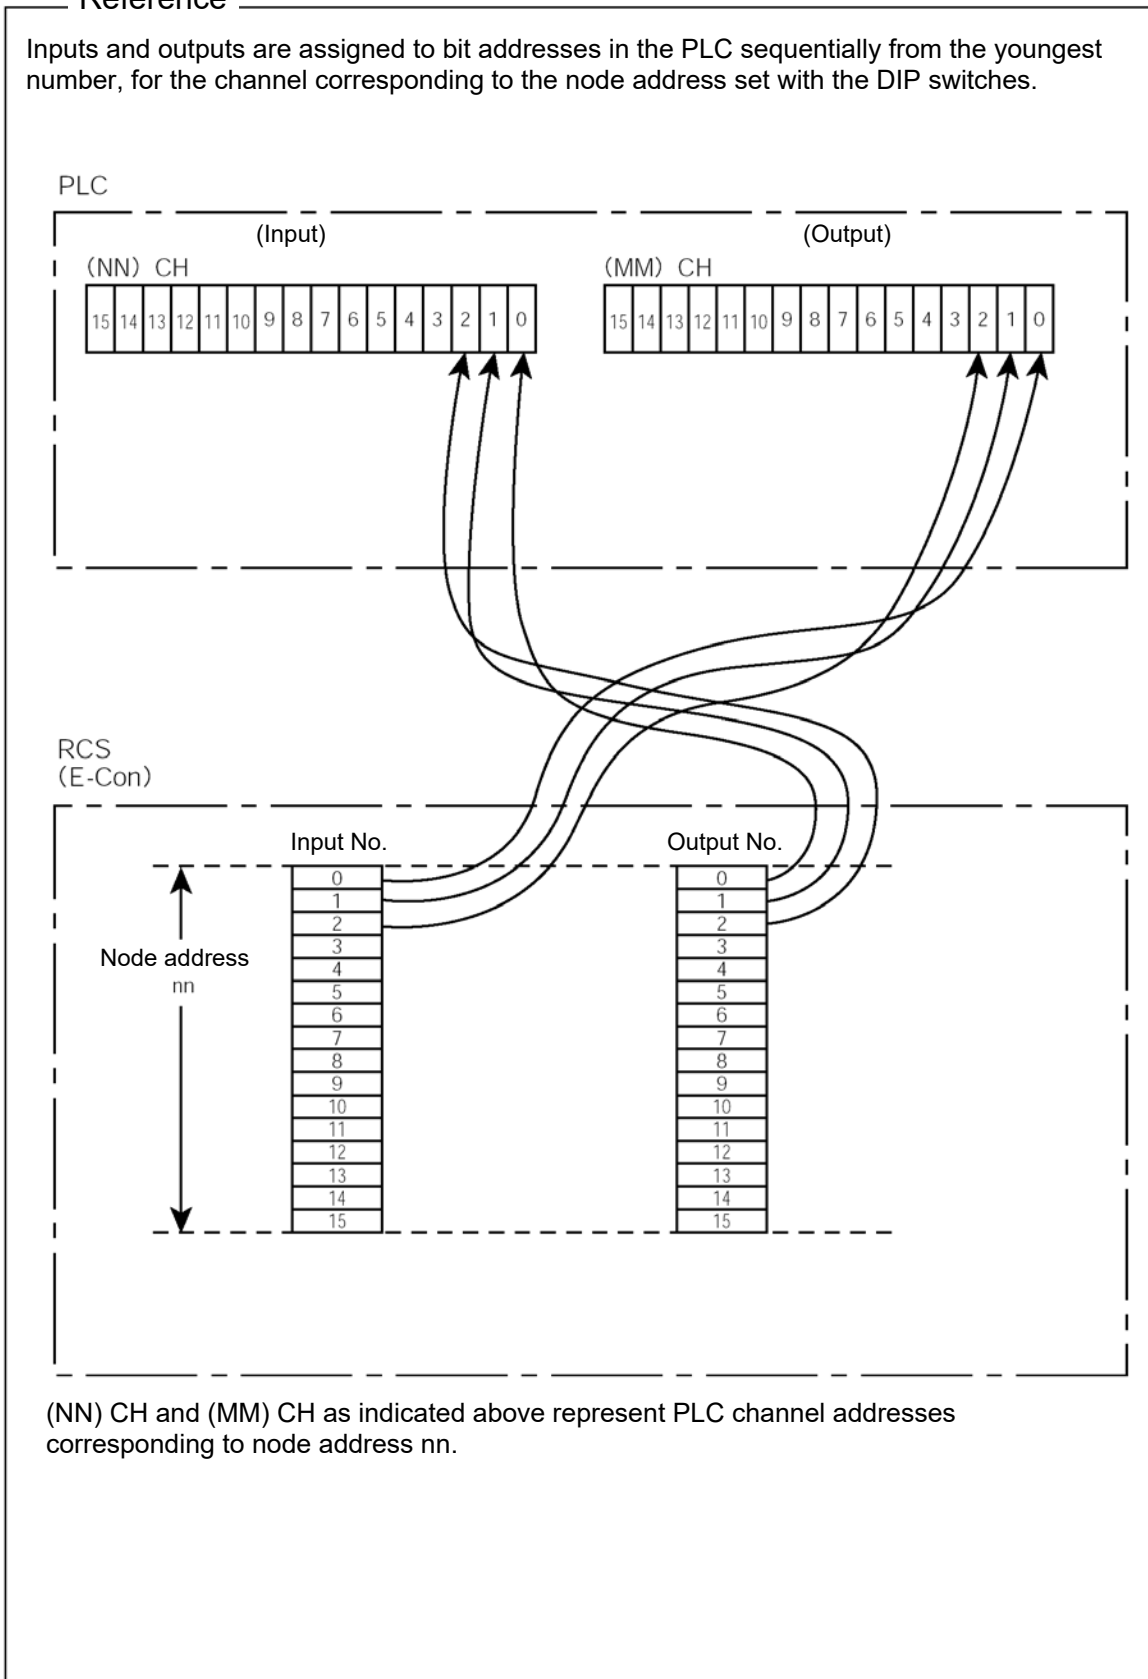 Reference
Inputs and outputs are assigned to bit addresses in the PLC sequentially from the youngest
number, for the channel corresponding to the node address set with the DIP switches.
PLC
(Input)
(NN) CH
15 14 13 12 11 10 9 8 7 6 5 4 3 2 1 0
(Output)
(MM) CH
15 14 13 12 11 10 9 8 7 6 5 4 3 2 1 0
RCS
(E-Con)
Node address
nn
Input No.
0
1
2
3
4
5
6
7
8
9
10
11
12
13
14
15
Output No.
0
1
2
3
4
5
6
7
8
9
10
11
12
13
14
15
(NN) CH and (MM) CH as indicated above represent PLC channel addresses
corresponding to node address nn.